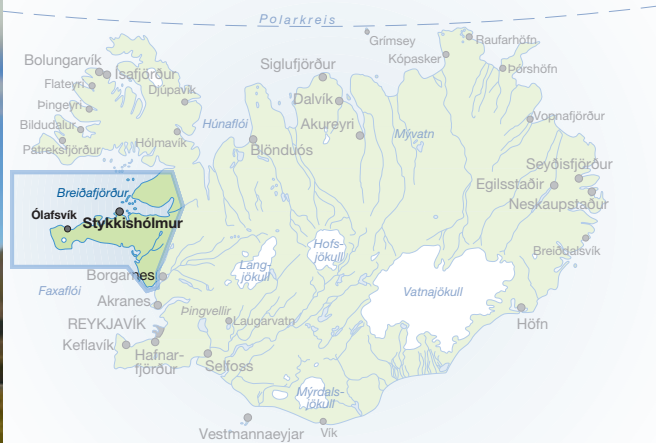 Polarkreis
Grímsey
Raufarhöfn
Kópasker
Þórshöfn
Bolungarvík
Ísafjörður
Siglufjörður
Flateyri
Djúpavík
Dalvík
Þingeyri
Vopnafjörður
Bildudalur
Húnaflói
Akureyri
Mývatn
Hólmavík
Patreksfjörður
Blönduós
Seyðisfjörður
Egilsstaðir
Breiðafjörður
Neskaupstaður
Ólafsvík
Stykkishólmur
Breiðdalsvík
Hofs-
jökull
Lang-
jökull
Borgarnes
Faxaflói
Vatnajökull
Akranes
Þingvellir
REYKJAVÍK
Laugarvatn
Höfn
Keflavík
Hafnar-
fjörður
Selfoss
Mýrdals-
jökull
Vestmannaeyjar
Vík